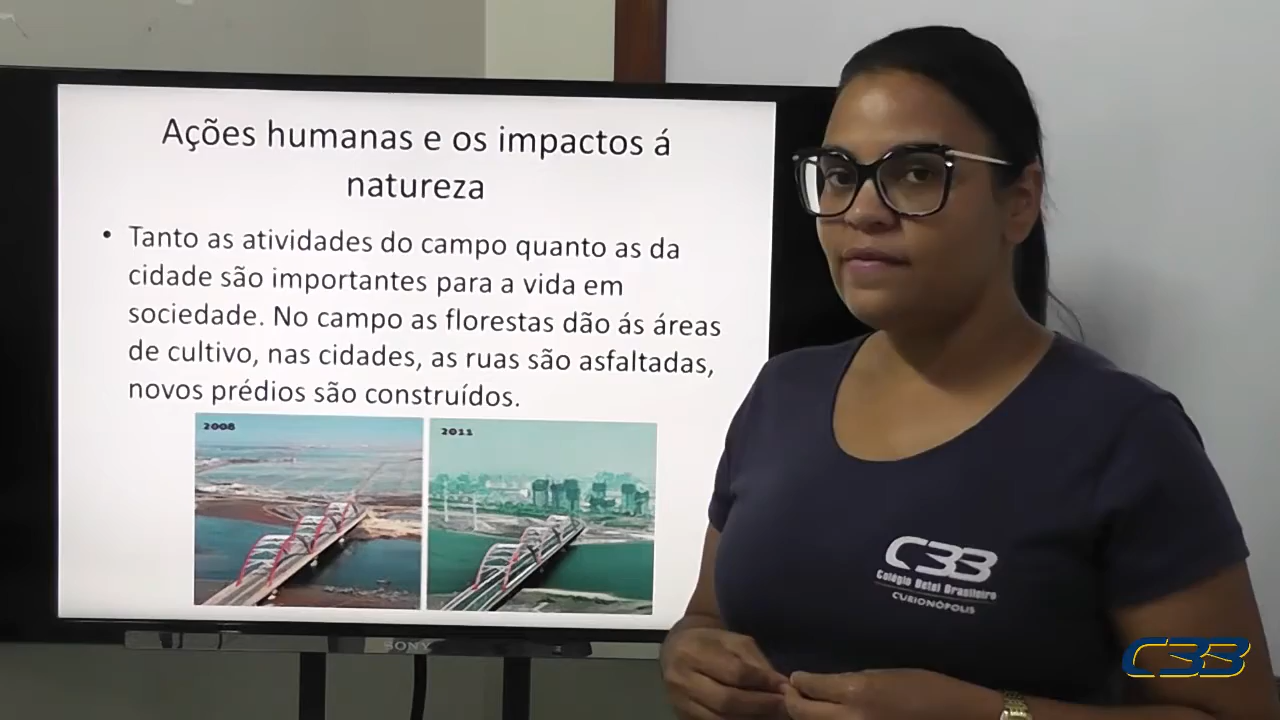 Ações humanas e os impactos á
natureza
• Tanto as atividades do campo quanto as da
cidade são importantes para a vida em
sociedade. No campo as florestas dão ás áreas
de cultivo, nas cidades, as ruas são asfaltadas,
novos prédios são construídos.
2008
2011
SONY
CBB
Colégio Betel Brasileiro
CURIONÓPOLIS
CBB